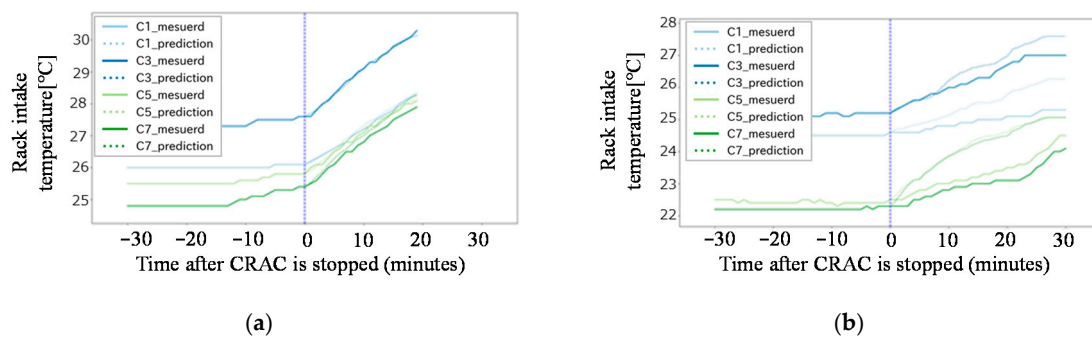 C1_mesuerd
C1_prediction
C3_mesuerd
C3_prediction
C5_mesuerd
C5_prediction
C7_mesuerd
C7_prediction
Rack intake
temperature[℃]
30
29
28
27
26
25
−30 −20 −10 0 10 20 30
Time after CRAC is stopped (minutes)
(a)
C1_mesuerd
C1_prediction
C3_mesuerd
C3_prediction
C5_mesuerd
C5_prediction
C7_mesuerd
C7_prediction
Rack intake
temperature[℃]
28
27
26
25
24
23
22
−30 −20 −10 0 10 20 30
Time after CRAC is stopped (minutes)
(b)